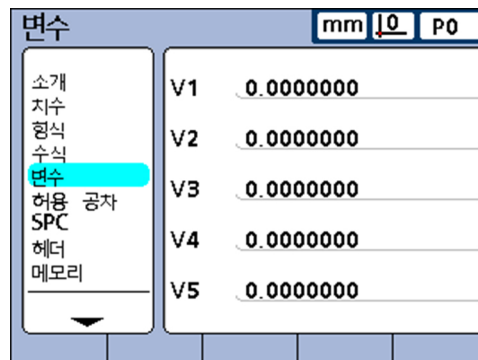 변수 mm 0 P0
소개
치수
형식
수식
변수
허용 공차
SPC
헤더
메모리
V1 0.0000000
V2 0.0000000
V3 0.0000000
V4 0.0000000
V5 0.0000000